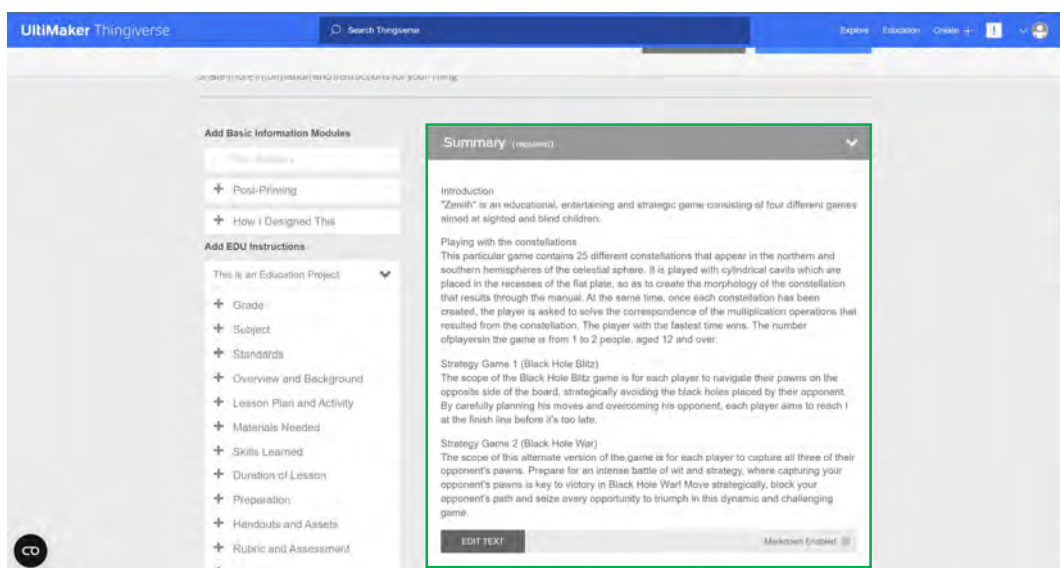 UltiMaker Thingiverse
Search Thingiverse
Explore Education Create +
Share more information and instructions for your Thing
Add Basic Information Modules
Summary (required)
+ Post-Printing
+ How I Designed This
Add EDU Instructions
This is an Education Project
+ Grade
+ Subject
+ Standards
+ Overview and Background
+ Lesson Plan and Activity
+ Materials Needed
+ Skills Learned
+ Duration of Lesson
+ Preparation
+ Handouts and Assets
+ Rubric and Assessment
Introduction
"Zenith" is an educational, entertaining and strategic game consisting of four different games
aimed at sighted and blind children.
Playing with the constellations
This particular game contains 25 different constellations that appear in the northern and
southern hemispheres of the celestial sphere. It is played with cylindrical cavils which are
placed in the recesses of the flat plate, so as to create the morphology of the constellation
that results through the manual. At the same time, once each constellation has been
created, the player is asked to solve the correspondence of the multiplication operations that
resulted from the constellation. The player with the fastest time wins. The number
ofplayersin the game is from 1 to 2 people, aged 12 and over.
Strategy Game 1 (Black Hole Blitz)
The scope of the Black Hole Blitz game is for each player to navigate their pawns on the
opposite side of the board, strategically avoiding the black holes placed by their opponent.
By carefully planning his moves and overcoming his opponent, each player aims to reach 1
at the finish line before it's too late.
Strategy Game 2 (Black Hole War)
The scope of this alternate version of the game is for each player to capture all three of their
opponent's pawns. Prepare for an intense battle of wit and strategy, where capturing your
opponent's pawns is key to victory in Black Hole War! Move strategically, block your
opponent's path and seize every opportunity to triumph in this dynamic and challenging
game.
EDIT TEXT
Markdown Enabled